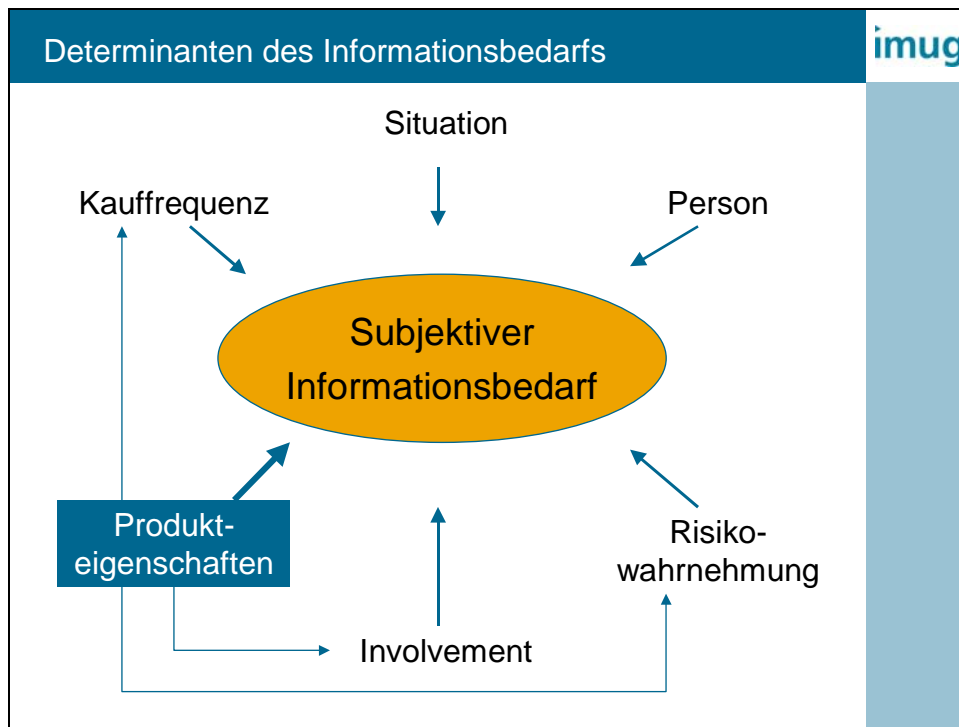 Determinanten des Informationsbedarfs
imug
Situation
Kauffrequenz
Person
Subjektiver
Informationsbedarf
Produkt-
eigenschaften
Risiko-
wahrnehmung
Involvement